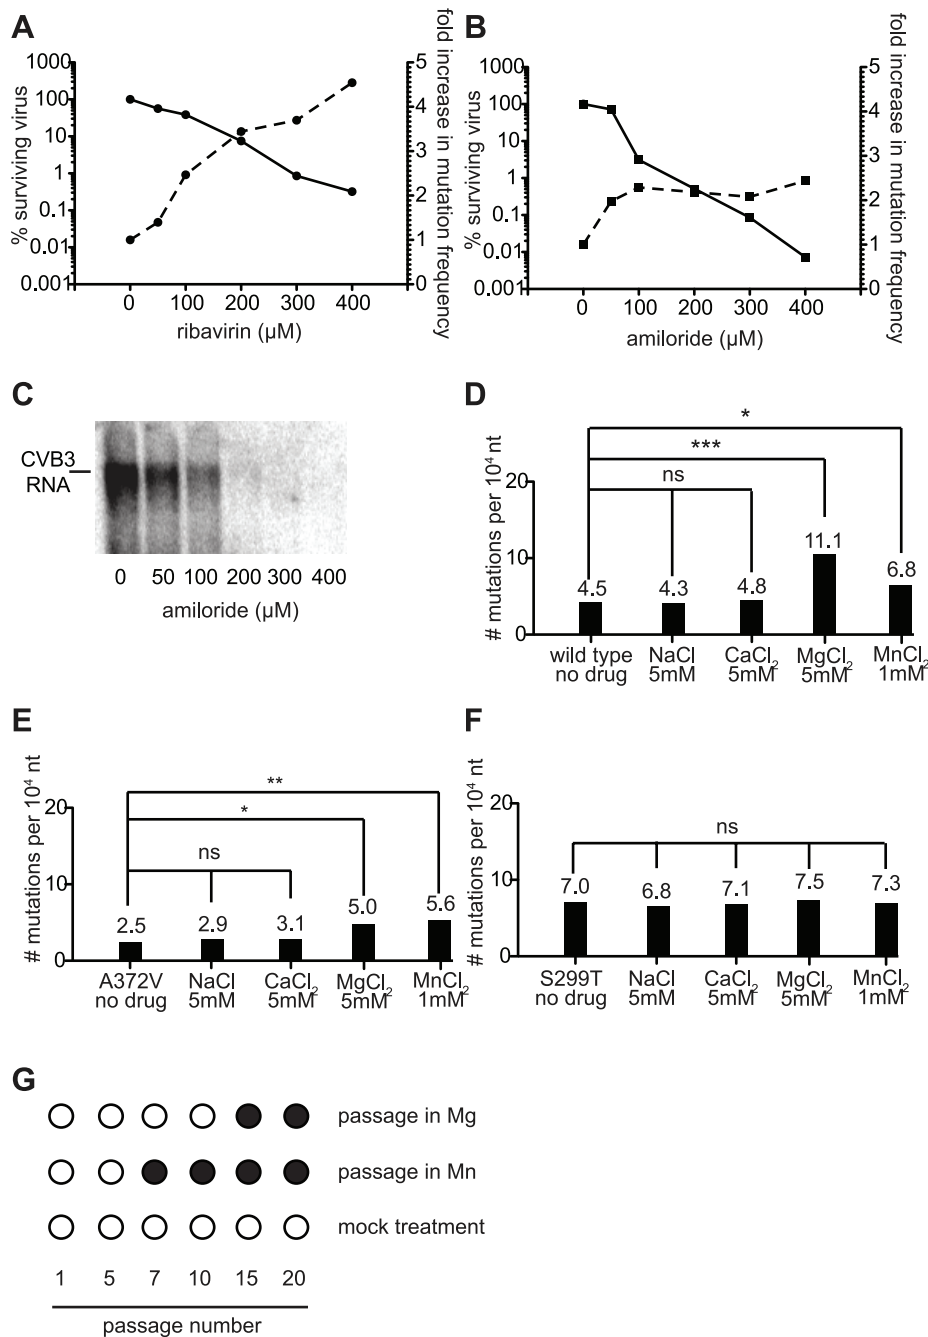 A
1000
100
10
1
0.1
0.01
0.001
% surviving virus
5
4
3
2
1
0
fold increase in mutation frequency
0 100 200 300 400
ribavirin (µM)
B
1000
100
10
1
0.1
0.01
0.001
% surviving virus
5
4
3
2
1
0
fold increase in mutation frequency
0 100 200 300 400
amiloride (µM)
C
CVB3
RNA
0 50 100 200 300 400
amiloride (µM)
D
# mutations per 10⁴ nt
20
10
0
*
***
ns
4.5 4.3 4.8 11.1 6.8
wild type NaCl CaCl₂ MgCl₂ MnCl₂
no drug 5mM 5mM 5mM 1mM
E
# mutations per 10⁴ nt
20
10
0
**
*
ns
2.5 2.9 3.1 5.0 5.6
A372V NaCl CaCl₂ MgCl₂ MnCl₂
no drug 5mM 5mM 5mM 1mM
F
# mutations per 10⁴ nt
20
10
0
ns
7.0 6.8 7.1 7.5 7.3
S299T NaCl CaCl₂ MgCl₂ MnCl₂
no drug 5mM 5mM 5mM 1mM
G
passage in Mg
passage in Mn
mock treatment
1 5 7 10 15 20
passage number